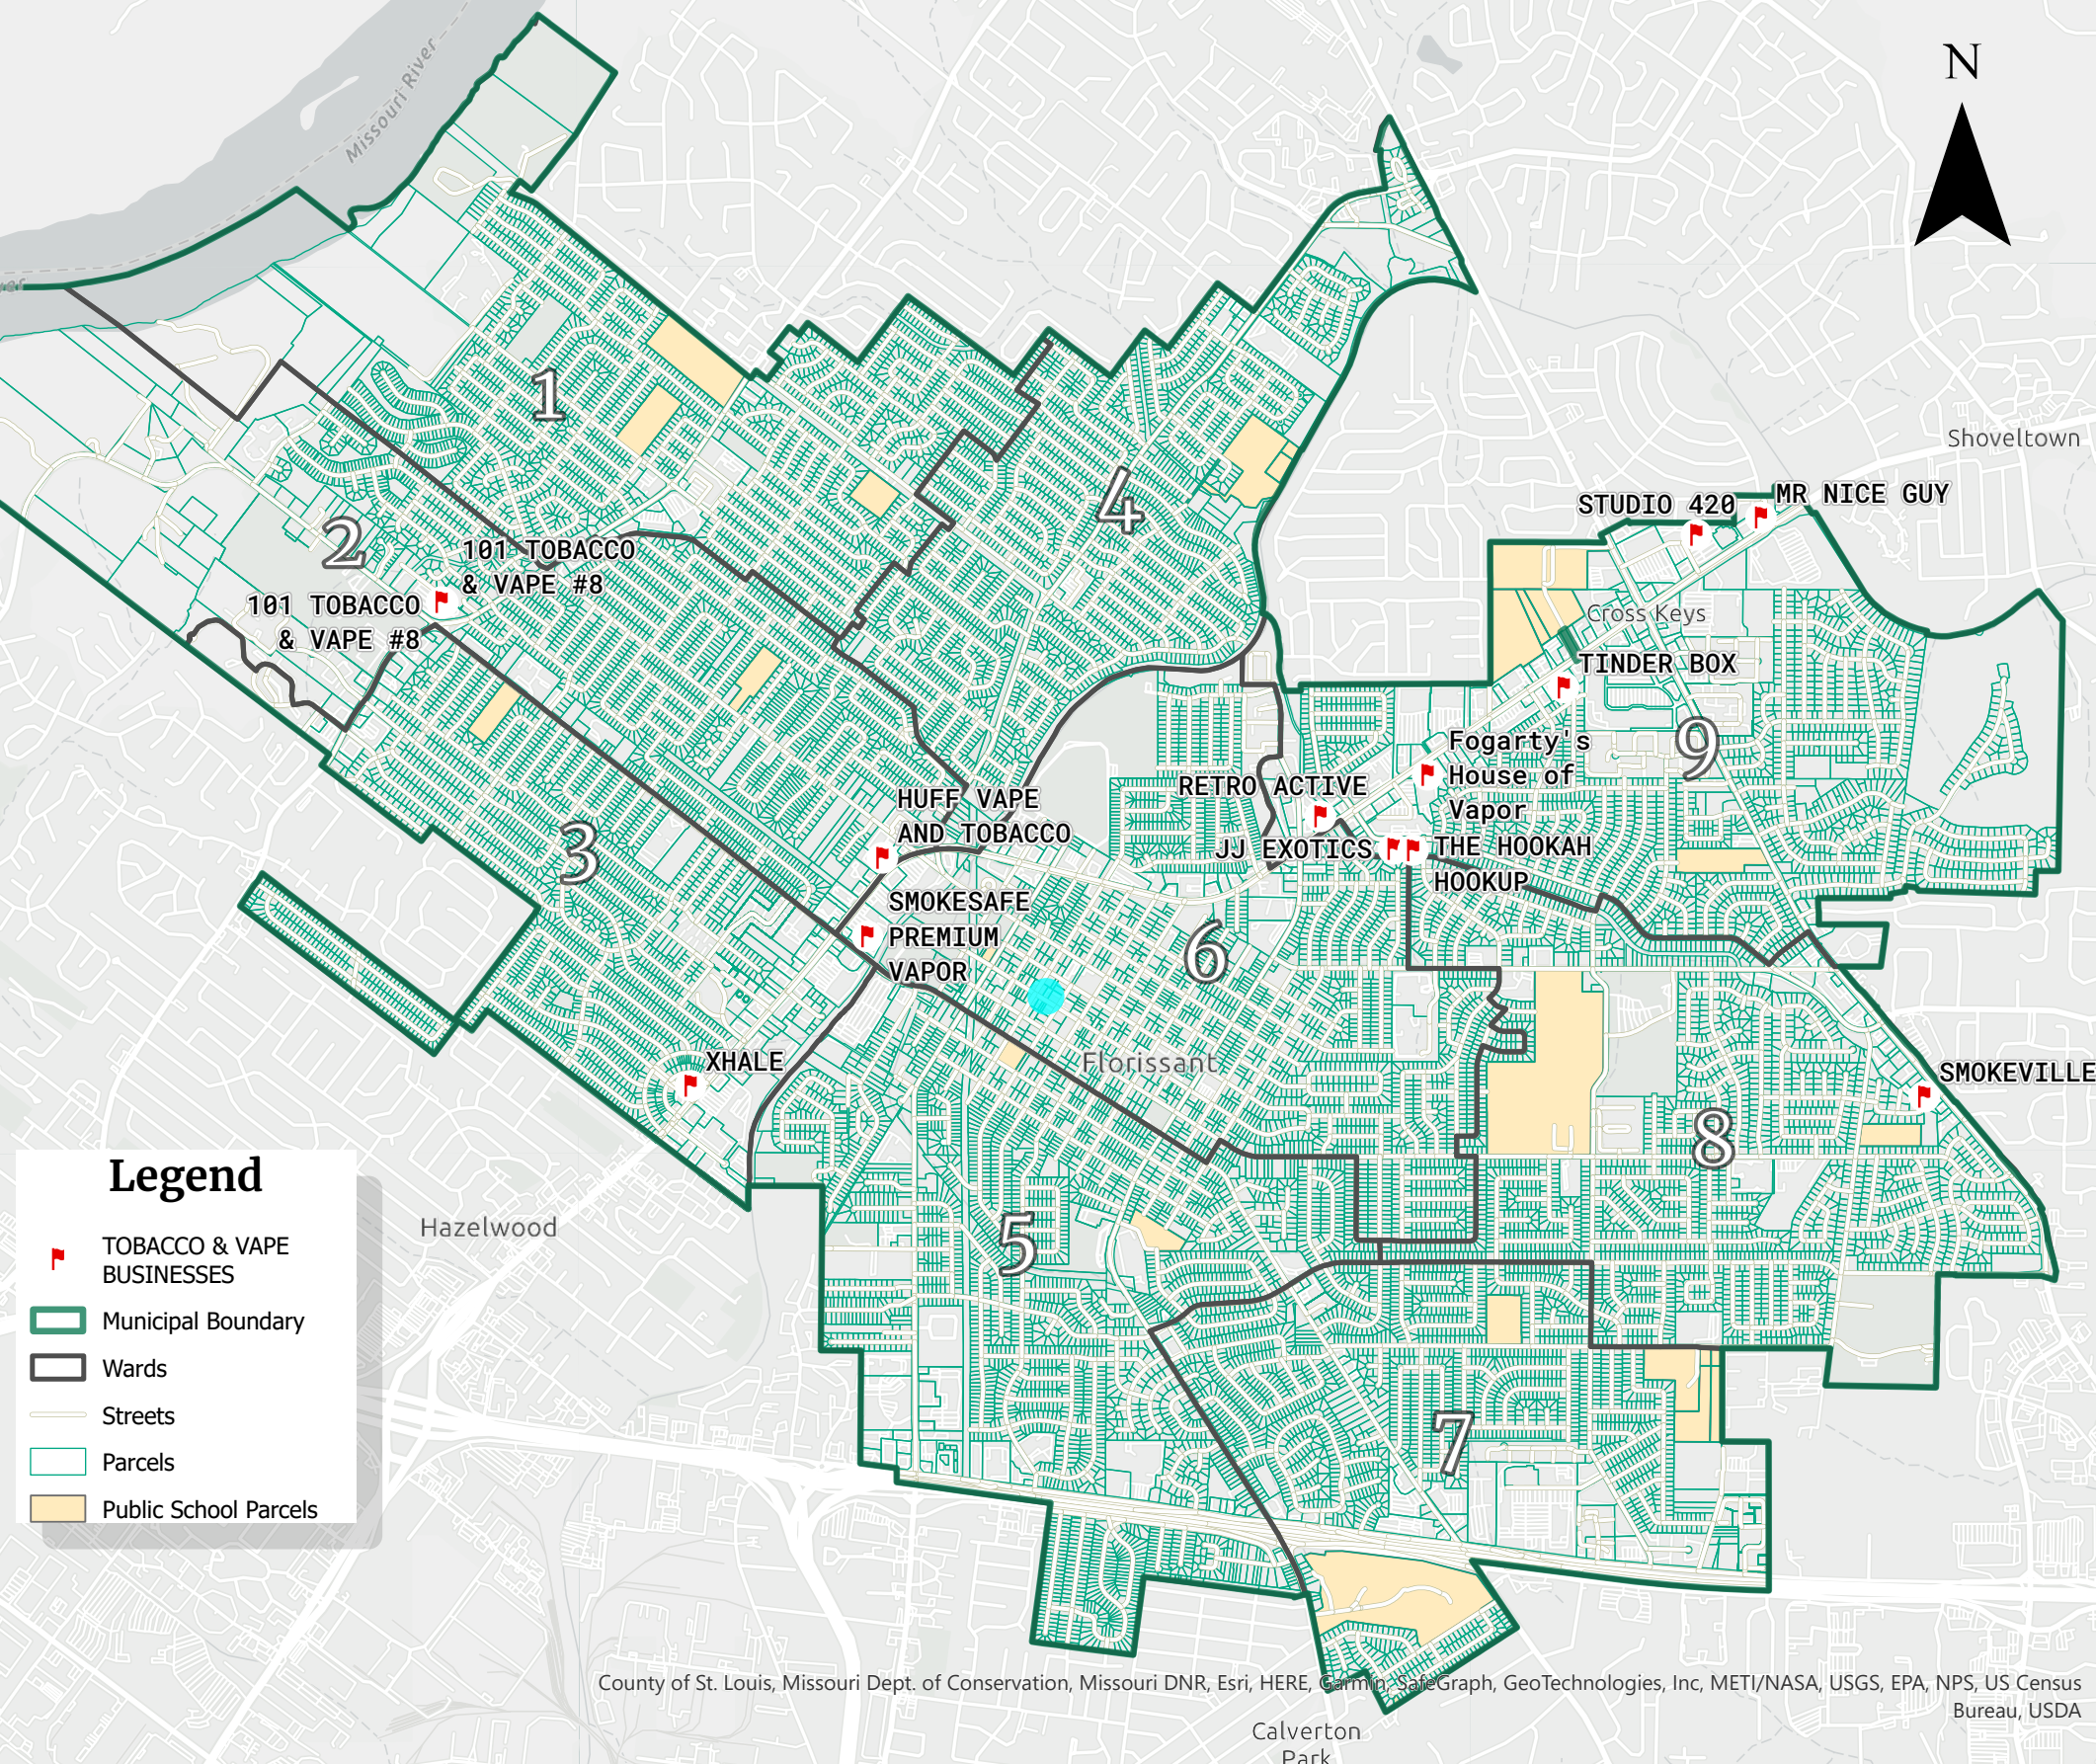 Missouri River
N
Shoveltown
1
4
STUDIO 420
MR NICE GUY
2
101 TOBACCO
& VAPE #8
101 TOBACCO
& VAPE #8
Cross Keys
TINDER BOX
9
Fogarty's
House of
Vapor
RETRO ACTIVE
HUFF VAPE
AND TOBACCO
3
JJ EXOTICS
THE HOOKAH
HOOKUP
SMOKESAFE
PREMIUM
VAPOR
6
Florissant
XHALE
SMOKEVILLE
8
Legend
TOBACCO & VAPE
BUSINESSES
Municipal Boundary
Wards
Streets
Parcels
Public School Parcels
Hazelwood
5
7
County of St. Louis, Missouri Dept. of Conservation, Missouri DNR, Esri, HERE, Garmin, SafeGraph, GeoTechnologies, Inc, METI/NASA, USGS, EPA, NPS, US Census
Bureau, USDA
Calverton
Park